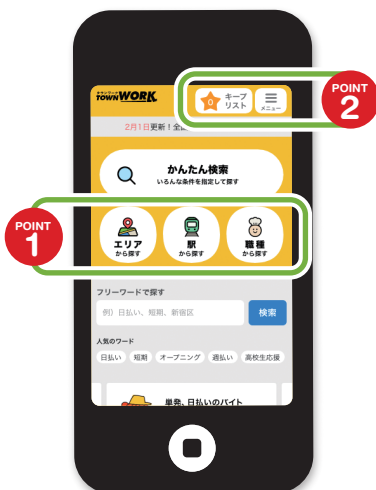 タウンワーク
TOWNWORK
0
キープ
リスト
メニュー
POINT
2
2月1日更新！全
かんたん検索
いろんな条件を指定して探す
POINT
1
エリア
から探す
駅
から探す
職種
から探す
フリーワードで探す
例）日払い、短期、新宿区
検索
人気のワード
日払い
短期
オープニング
週払い
高校生応援
単発、日払いのバイト